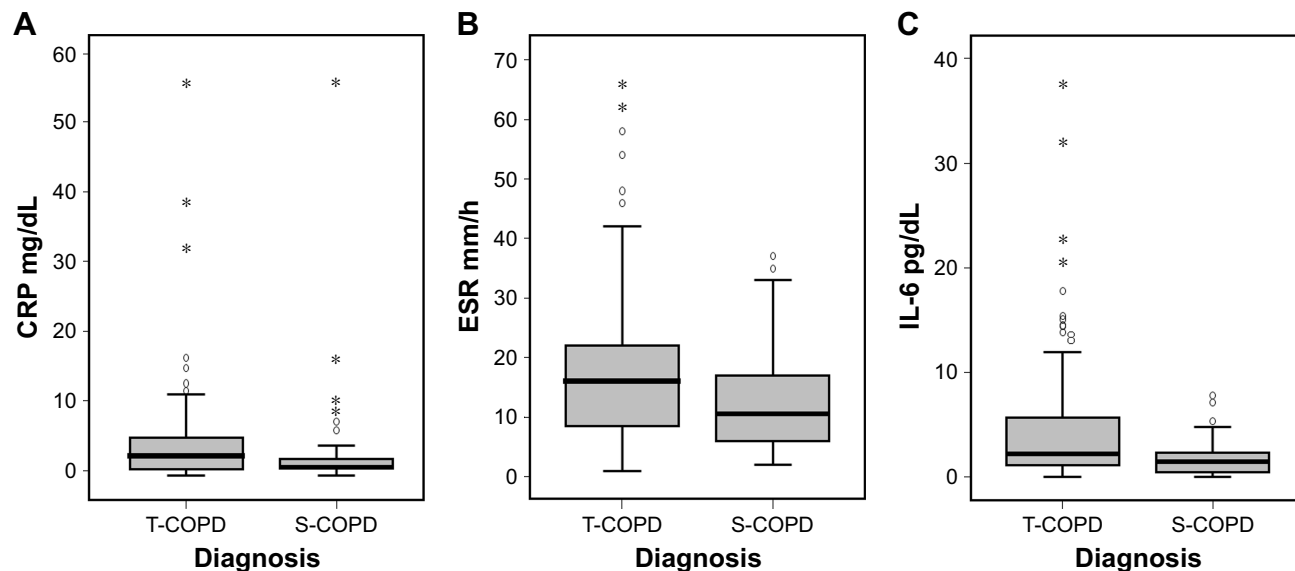 A
CRP mg/dL
60
50
40
30
20
10
0
T-COPD
S-COPD
Diagnosis
B
ESR mm/h
70
60
50
40
30
20
10
0
T-COPD
S-COPD
Diagnosis
C
IL-6 pg/dL
40
30
20
10
0
T-COPD
S-COPD
Diagnosis